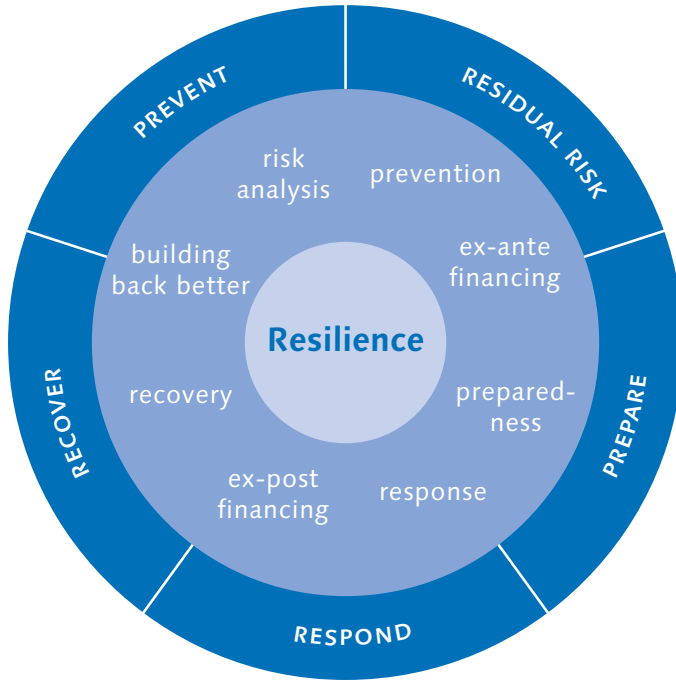 PREVENT
RESIDUAL RISK
risk
analysis
prevention
building
back better
ex-ante
financing
Resilience
RECOVER
recovery
prepared-
ness
PREPARE
ex-post
financing
response
RESPOND